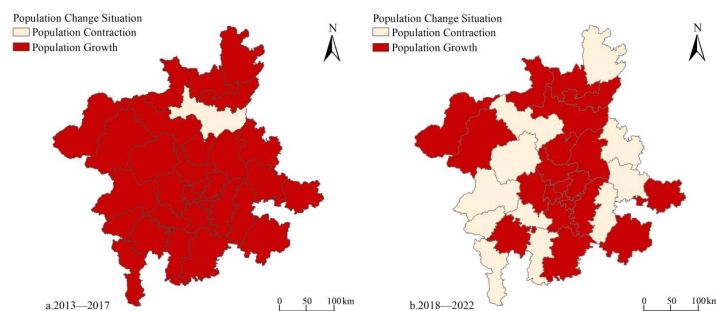 Population Change Situation
Population Contraction
Population Growth
N
a.2013—2017
0 50 100km
Population Change Situation
Population Contraction
Population Growth
N
b.2018—2022
0 50 100km